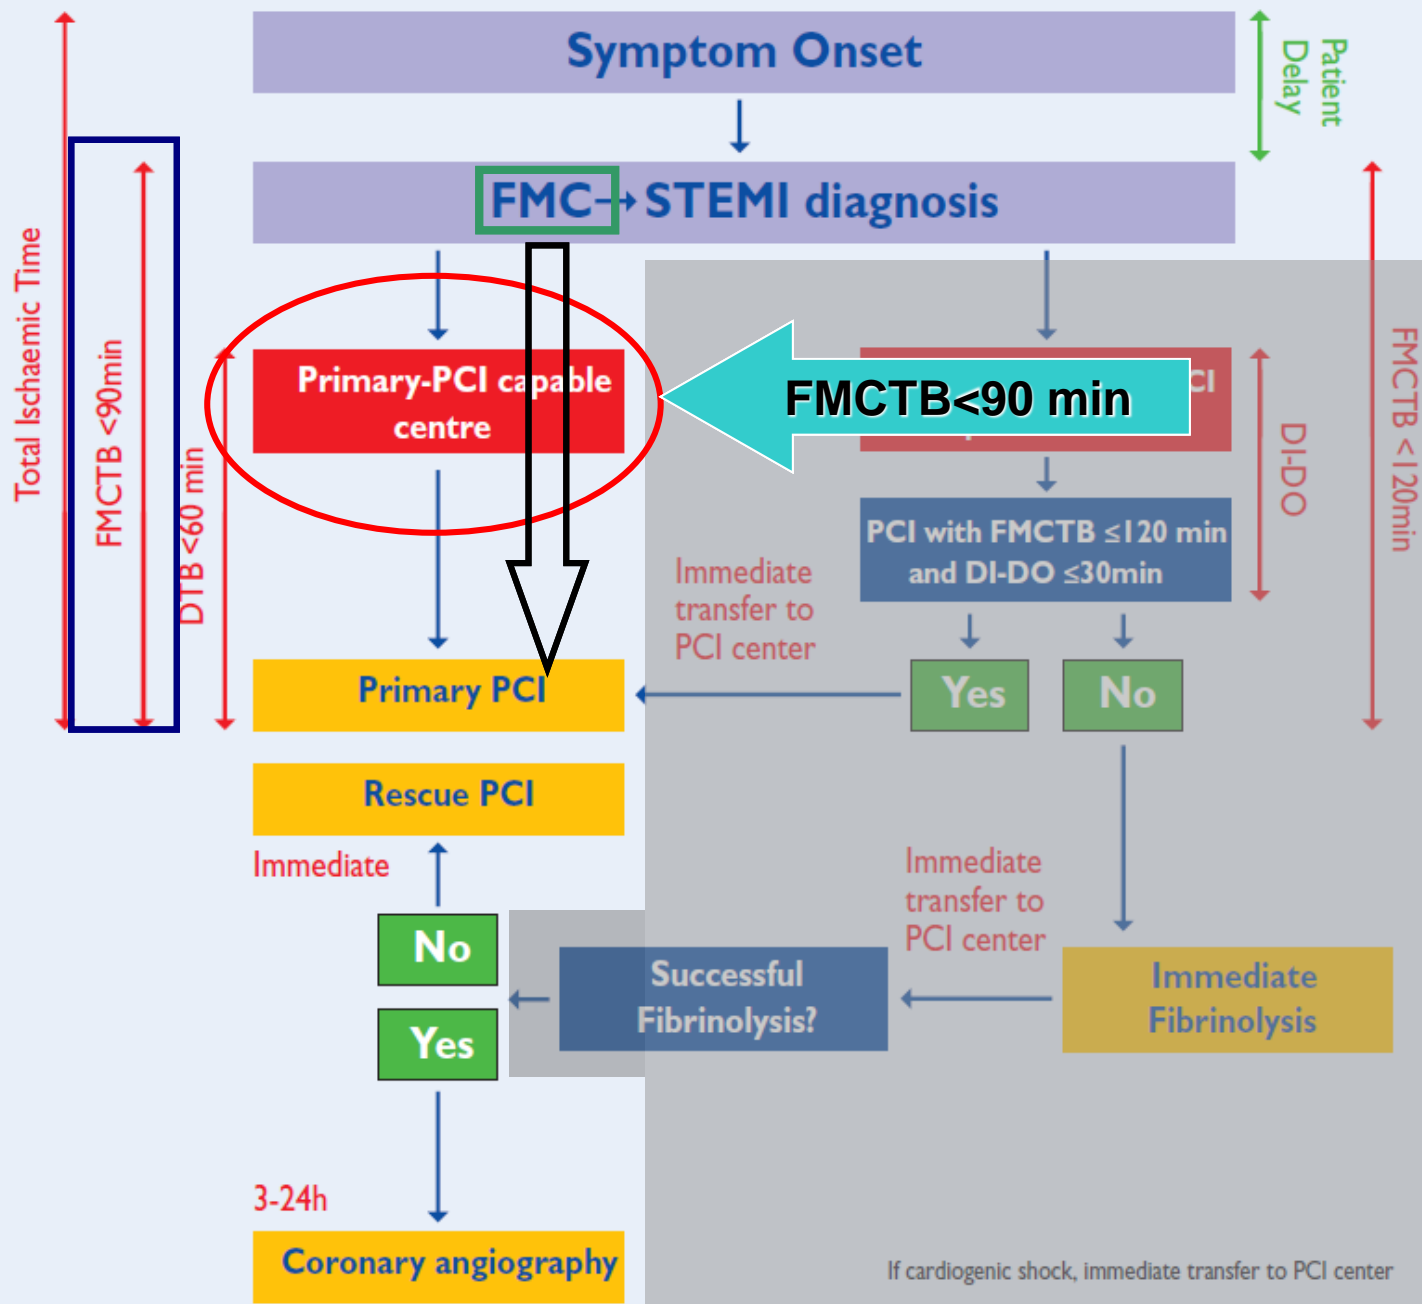 Symptom Onset
Patient
Delay
FMC → STEMI diagnosis
Total Ischaemic Time
FMCTB <90min
DTB <60 min
Primary-PCI capable
centre
FMCTB<90 min
CI
DI-DO
FMCTB <120min
PCI with FMCTB ≤120 min
and DI-DO ≤30min
Immediate
transfer to
PCI center
Primary PCI
Yes
No
Rescue PCI
Immediate
Immediate
transfer to
PCI center
No
Yes
Successful
Fibrinolysis?
Immediate
Fibrinolysis
3-24h
Coronary angiography
If cardiogenic shock, immediate transfer to PCI center